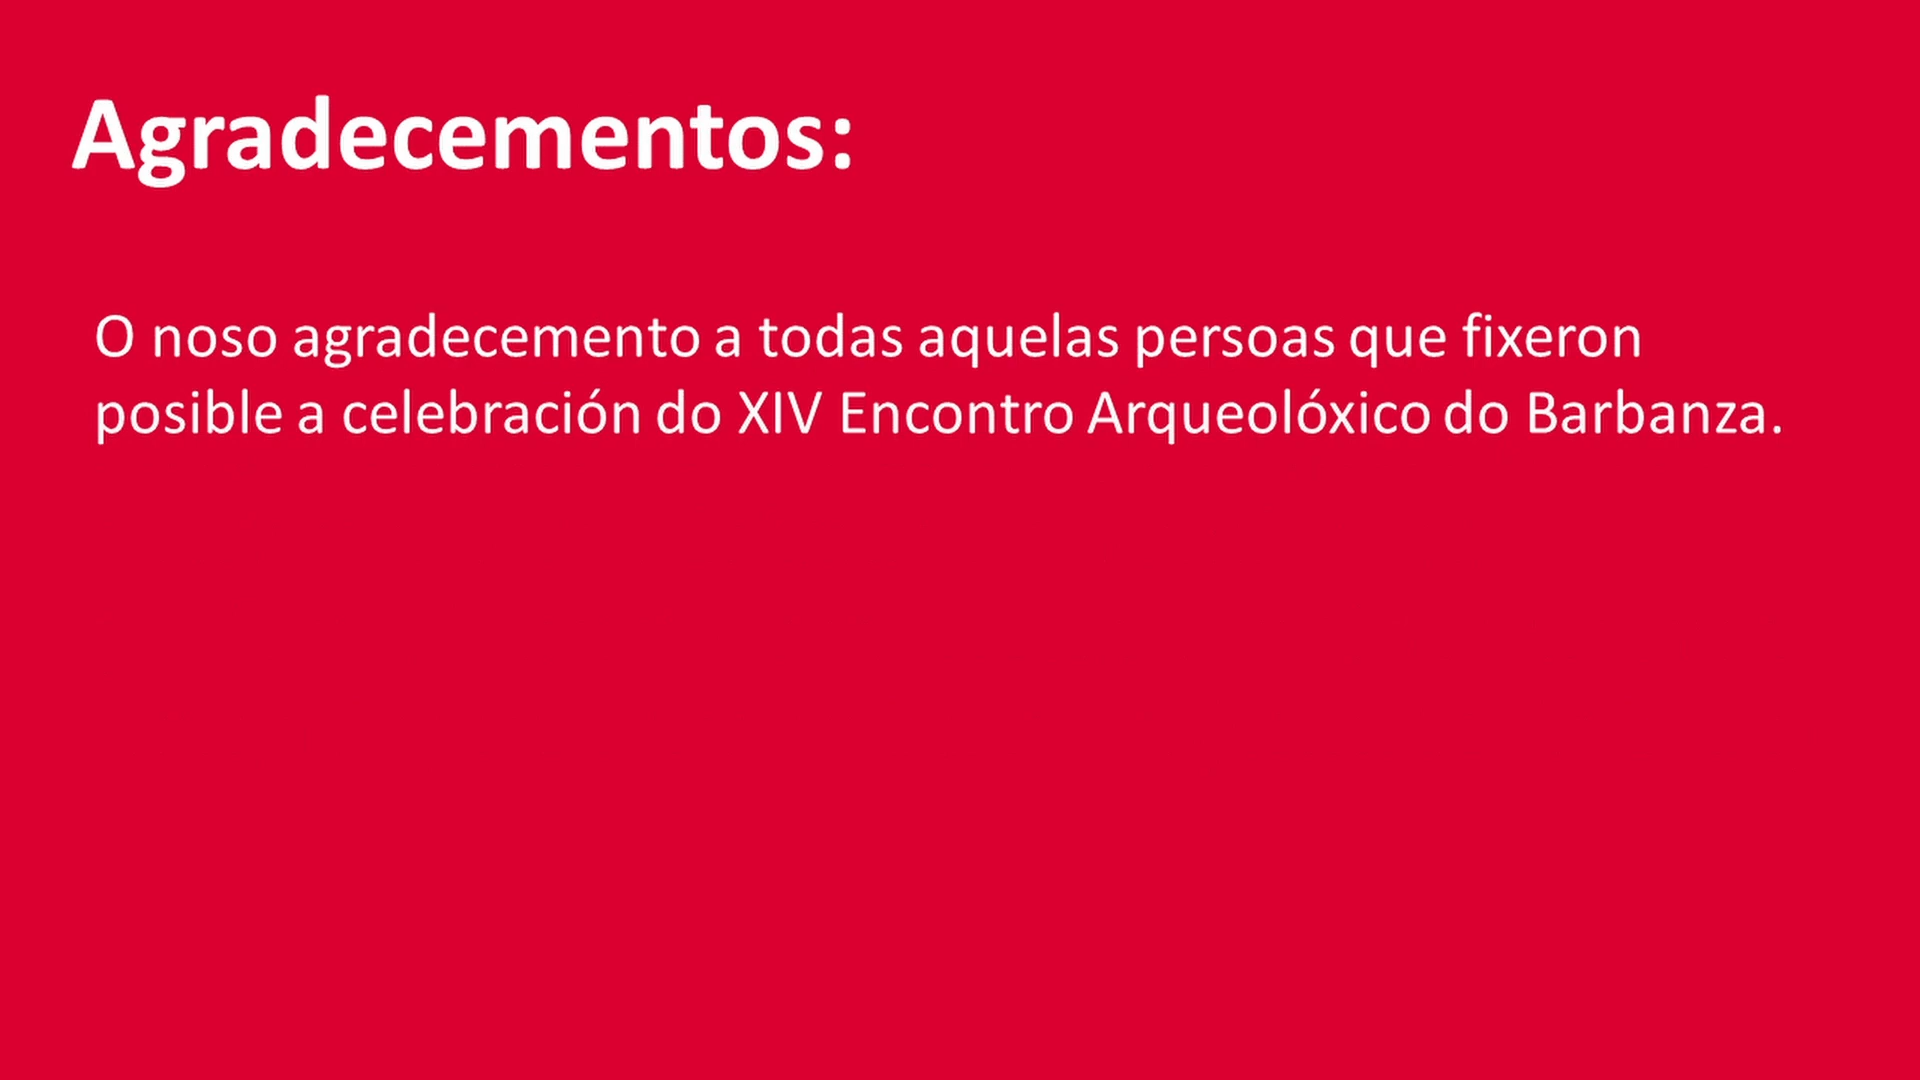 Agradecementos:
O noso agradecemento a todas aquelas persoas que fixeron
posible a celebración do XIV Encontro Arqueolóxico do Barbanza.